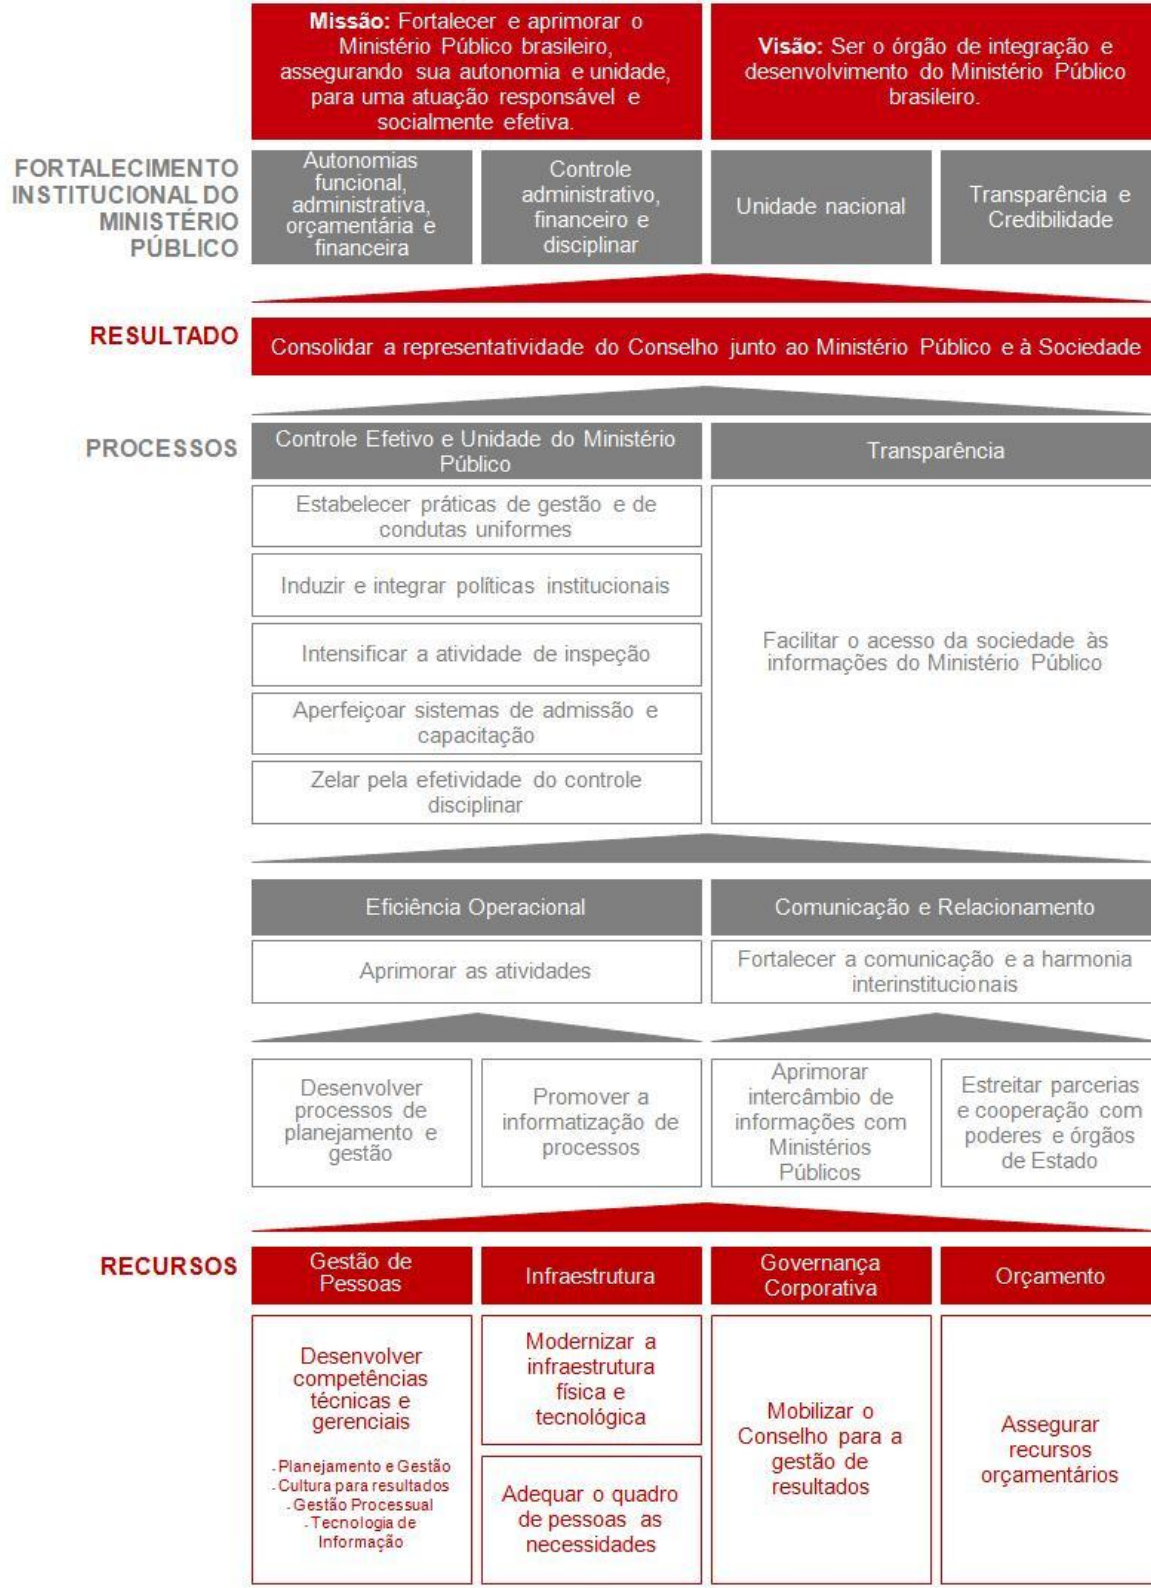 Missão: Fortalecer e aprimorar o
Ministério Público brasileiro,
assegurando sua autonomia e unidade,
para uma atuação responsável e
socialmente efetiva.
Visão: Ser o órgão de integração e
desenvolvimento do Ministério Público
brasileiro.
FORTALECIMENTO
INSTITUCIONAL DO
MINISTÉRIO
PÚBLICO
Autonomias
funcional,
administrativa,
orçamentária e
financeira
Controle
administrativo,
financeiro e
disciplinar
Unidade nacional
Transparência e
Credibilidade
RESULTADO
Consolidar a representatividade do Conselho junto ao Ministério Público e à Sociedade
PROCESSOS
Controle Efetivo e Unidade do Ministério
Público
Transparência
Estabelecer práticas de gestão e de
condutas uniformes
Induzir e integrar políticas institucionais
Intensificar a atividade de inspeção
Aperfeiçoar sistemas de admissão e
capacitação
Zelar pela efetividade do controle
disciplinar
Facilitar o acesso da sociedade às
informações do Ministério Público
Eficiência Operacional
Comunicação e Relacionamento
Aprimorar as atividades
Fortalecer a comunicação e a harmonia
interinstitucionais
Desenvolver
processos de
planejamento e
gestão
Promover a
informatização de
processos
Aprimorar
intercâmbio de
informações com
Ministérios
Públicos
Estreitar parcerias
e cooperação com
poderes e órgãos
de Estado
RECURSOS
Gestão de
Pessoas
Infraestrutura
Governança
Corporativa
Orçamento
Desenvolver
competências
técnicas e
gerenciais
- Planejamento e Gestão
- Cultura para resultados
- Gestão Processual
- Tecnologia de
Informação
Modernizar a
infraestrutura
física e
tecnológica
Adequar o quadro
de pessoas as
necessidades
Mobilizar o
Conselho para a
gestão de
resultados
Assegurar
recursos
orçamentários